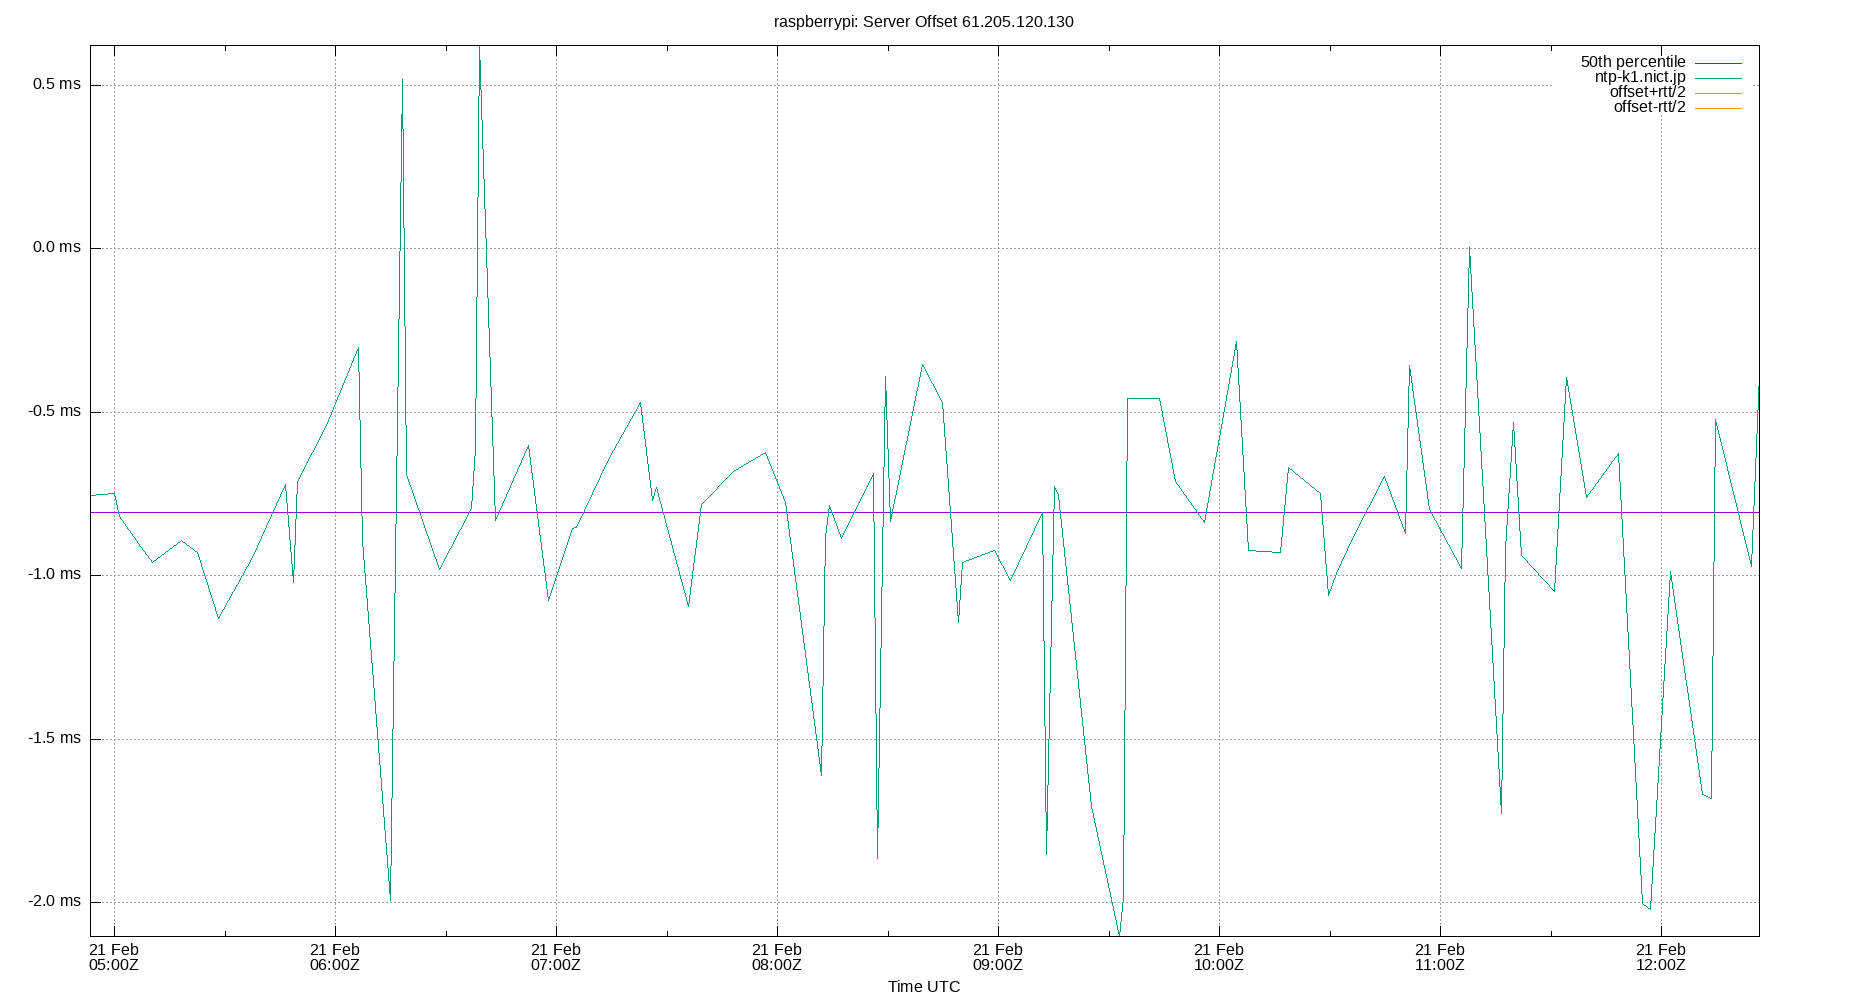 raspberrypi: Server Offset 61.205.120.130
50th percentile
ntp-k1.nict.jp
offset+rtt/2
offset-rtt/2
0.5 ms
0.0 ms
-0.5 ms
-1.0 ms
-1.5 ms
-2.0 ms
21 Feb 21 Feb 21 Feb 21 Feb 21 Feb 21 Feb 21 Feb 21 Feb
05:00Z 06:00Z 07:00Z 08:00Z 09:00Z 10:00Z 11:00Z 12:00Z
Time UTC